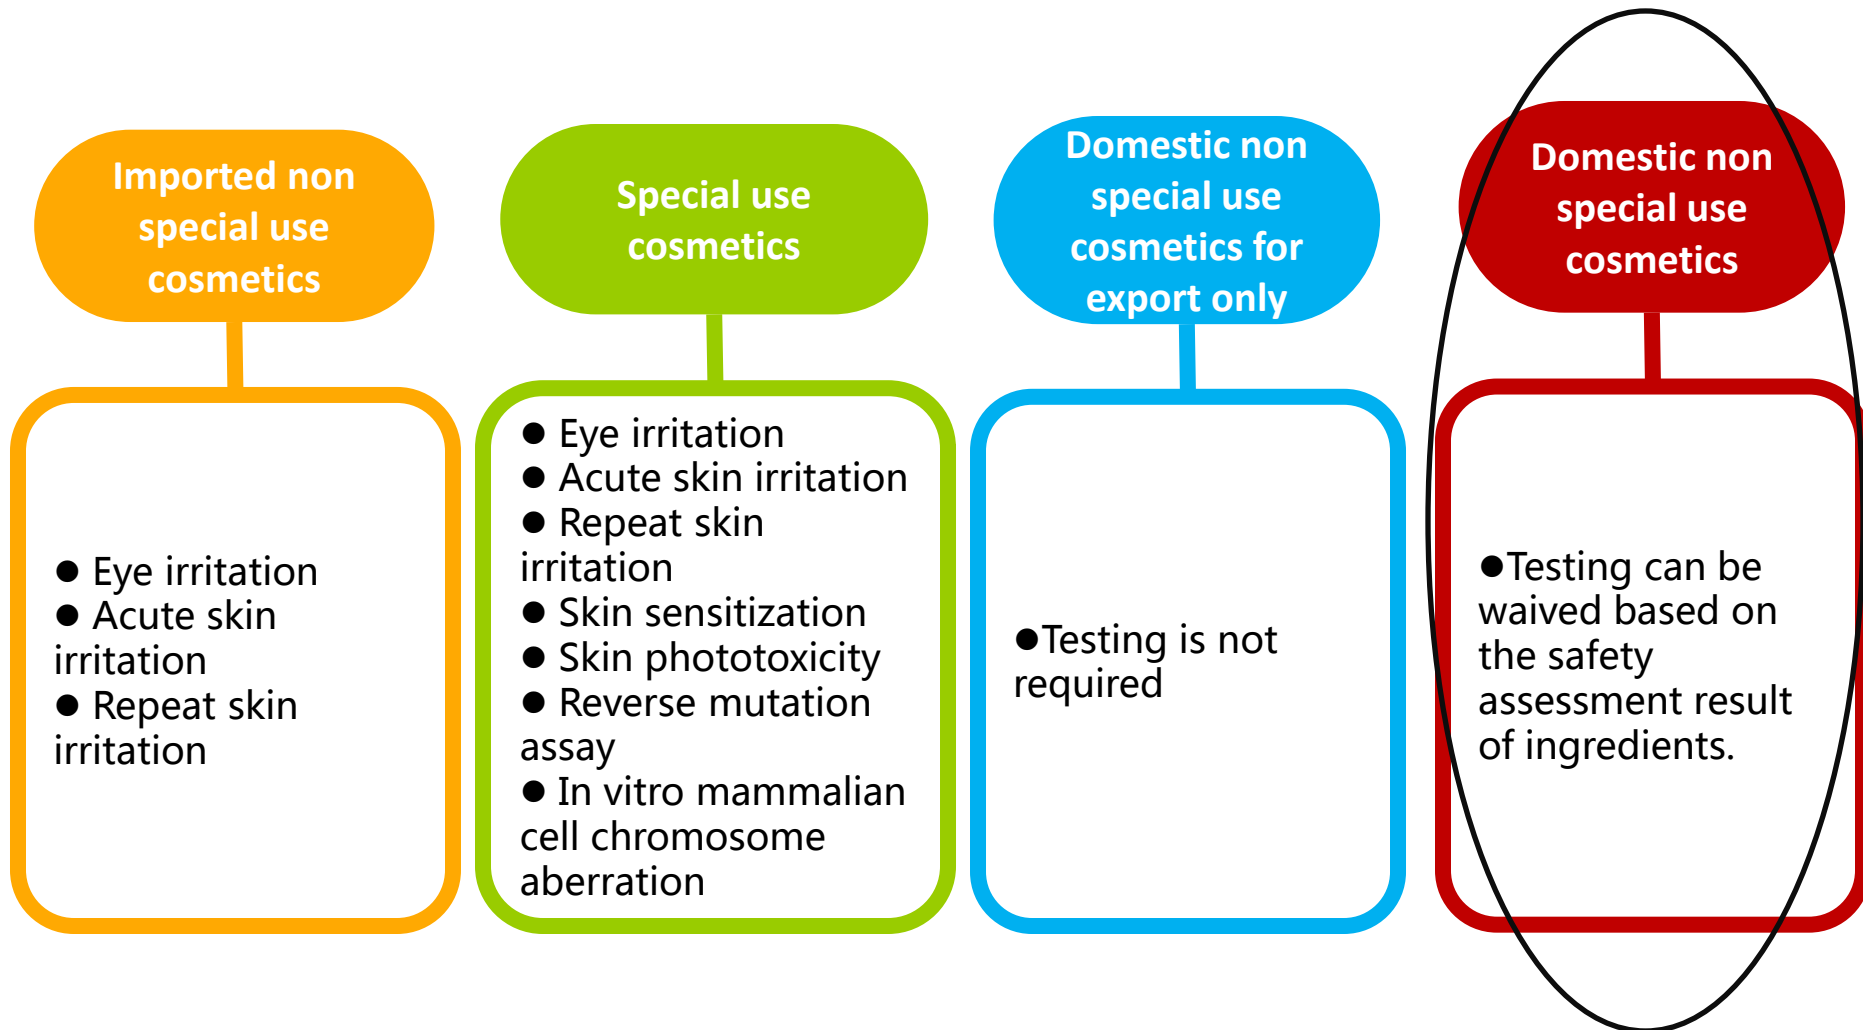 Imported non
special use
cosmetics
● Eye irritation
● Acute skin
irritation
● Repeat skin
irritation
Special use
cosmetics
● Eye irritation
● Acute skin irritation
● Repeat skin
irritation
● Skin sensitization
● Skin phototoxicity
● Reverse mutation
assay
● In vitro mammalian
cell chromosome
aberration
Domestic non
special use
cosmetics for
export only
●Testing is not
required
Domestic non
special use
cosmetics
●Testing can be
waived based on
the safety
assessment result
of ingredients.